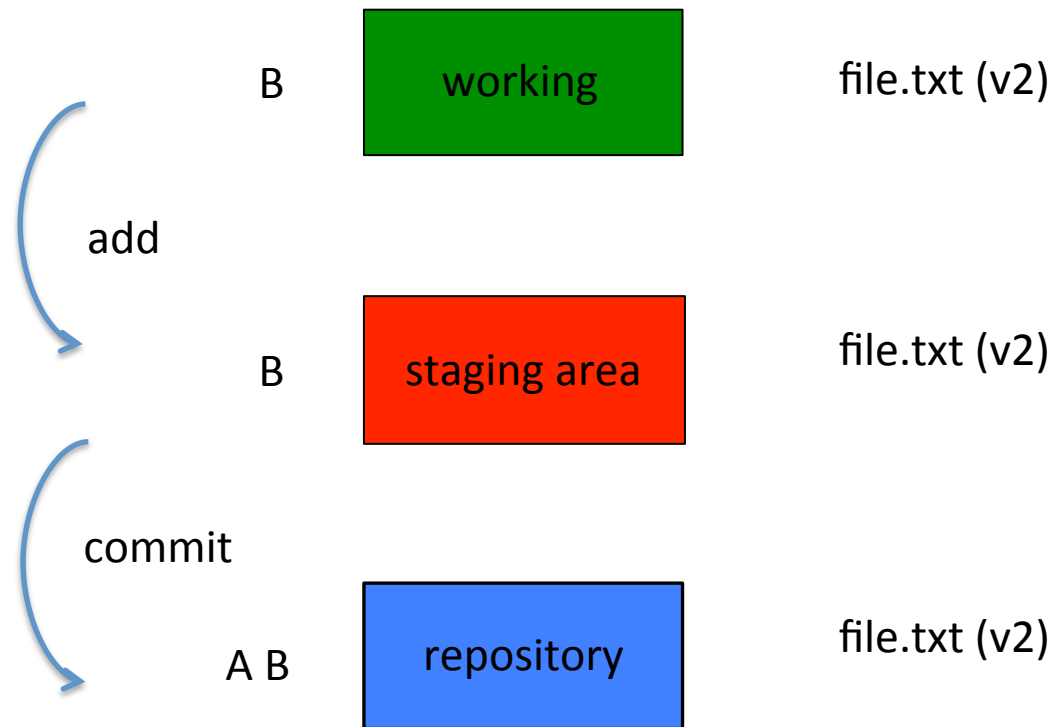 B working file.txt (v2)
add
B staging area file.txt (v2)
commit
A B repository file.txt (v2)